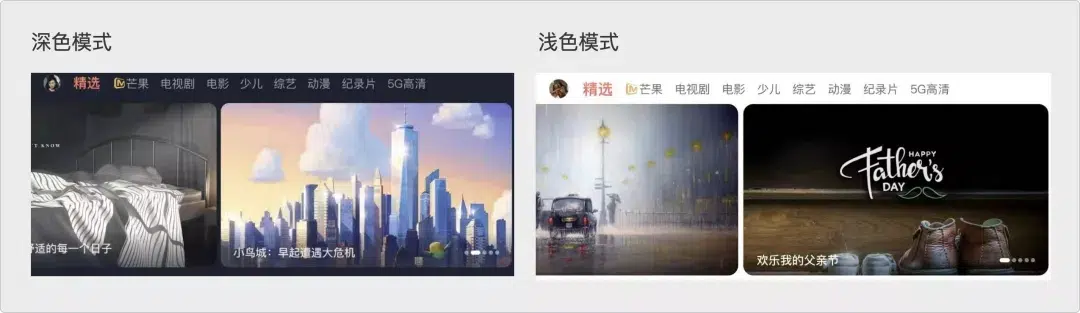 深色模式
精选 芒果 电视剧 电影 少儿 综艺 动漫 纪录片 5G高清
T KNOW
适的每一个日子
小鸟城：早起遭遇大危机
浅色模式
精选 芒果 电视剧 电影 少儿 综艺 动漫 纪录片 5G高清
HAPPY
Father's
DAY
欢乐我的父亲节